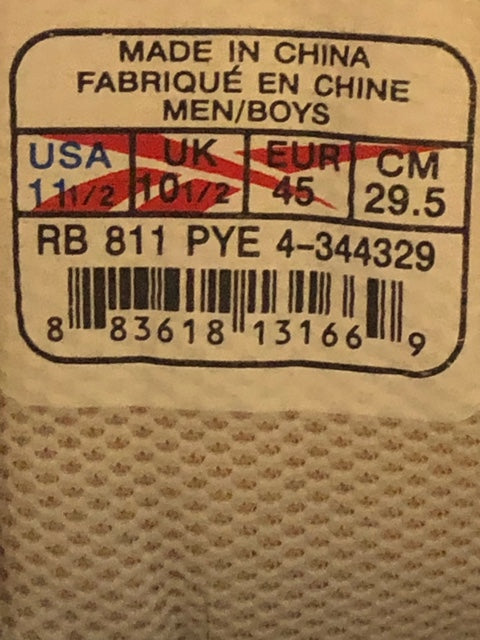 MADE IN CHINA
FABRIQUÉ EN CHINE
MEN/BOYS
USA UK EUR CM
11 1/2 10 1/2 45 29.5
RB 811 PYE 4-344329
8 83618 13166 9